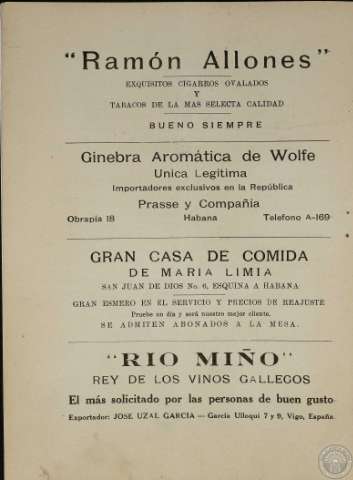 "Ramón Allones"
EXQUISITOS CIGARROS OVALADOS
Y
TABACOS DE LA MAS SELECTA CALIDAD
BUENO SIEMPRE
Ginebra Aromática de Wolfe
Unica Legítima
Importadores exclusivos en la República
Prasse y Compañía
Obrapía 18 Habana Telefono A-169
GRAN CASA DE COMIDA
DE MARIA LIMIA
SAN JUAN DE DIOS No. 6, ESQUINA A HABANA
GRAN ESMERO EN EL SERVICIO Y PRECIOS DE REAJUSTE
Pruebe un día y será nuestro mejor cliente.
SE ADMITEN ABONADOS A LA MESA.
"RIO MIÑO"
REY DE LOS VINOS GALLEGOS
El más solicitado por las personas de buen gusto
Exportador: JOSE UZAL GARCIA — García Ulloqui 7 y 9, Vigo, España